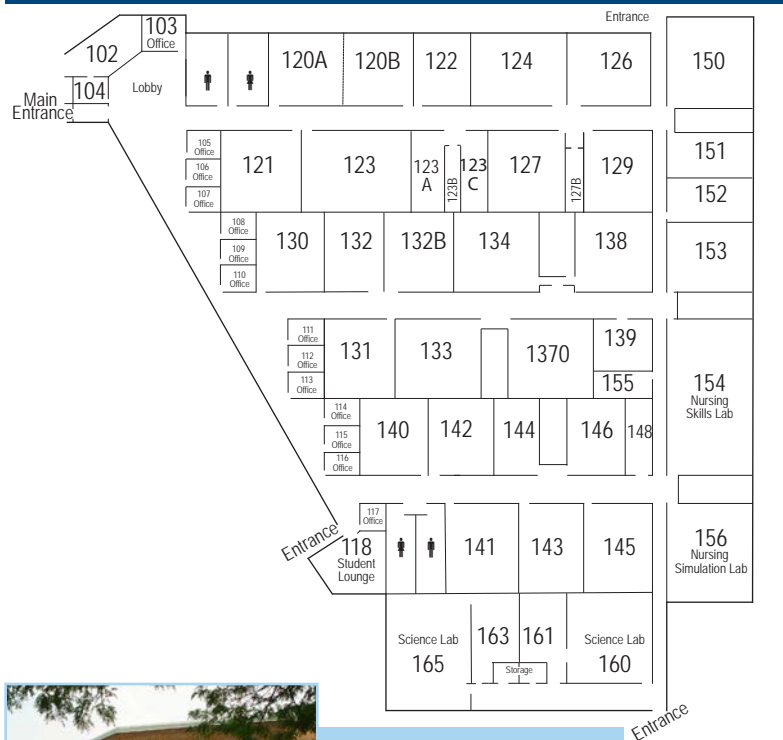 Entrance
103
Office
102
104
Lobby
Main
Entrance
120A
120B
122
124
126
150
105
Office
106
Office
107
Office
121
123
123
A
123B
123
C
127
127B
129
151
152
108
Office
109
Office
110
Office
130
132
132B
134
138
153
111
Office
112
Office
113
Office
131
133
1370
139
155
154
Nursing
Skills Lab
114
Office
115
Office
116
Office
140
142
144
146
148
117
Office
Entrance
118
Student
Lounge
141
143
145
156
Nursing
Simulation Lab
Science Lab
165
163
161
Storage
Science Lab
160
Entrance